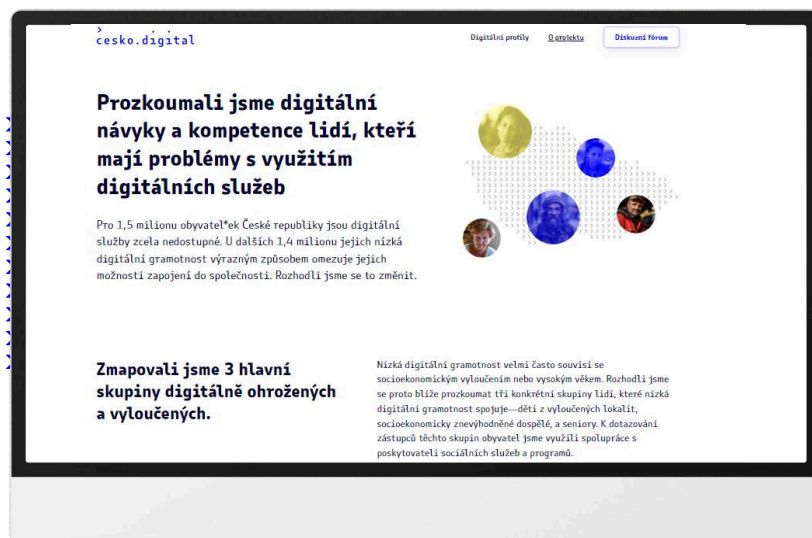 cesko.digital
Digitální profily
O projektu
Diskuzní fórum
Prozkoumali jsme digitální
návyky a kompetence lidí, kteří
mají problémy s využitím
digitálních služeb
Pro 1,5 milionu obyvatel*ek České republiky jsou digitální
služby zcela nedostupné. U dalších 1,4 milionu jejich nízká
digitální gramotnost výrazným způsobem omezuje jejich
možnosti zapojení do společnosti. Rozhodli jsme se to změnit.
Zmapovali jsme 3 hlavní
skupiny digitálně ohrožených
a vyloučených.
Nízká digitální gramotnost velmi často souvisí se
socioekonomickým vyloučením nebo vysokým věkem. Rozhodli jsme
se proto blíže prozkoumat tři konkrétní skupiny lidí, které nízká
digitální gramotnost spojuje—děti z vyloučených lokalit,
socioekonomicky znevýhodněné dospělé, a seniory. K dotazování
zástupců těchto skupin obyvatel jsme využili spolupráce s
poskytovateli sociálních služeb a programů.